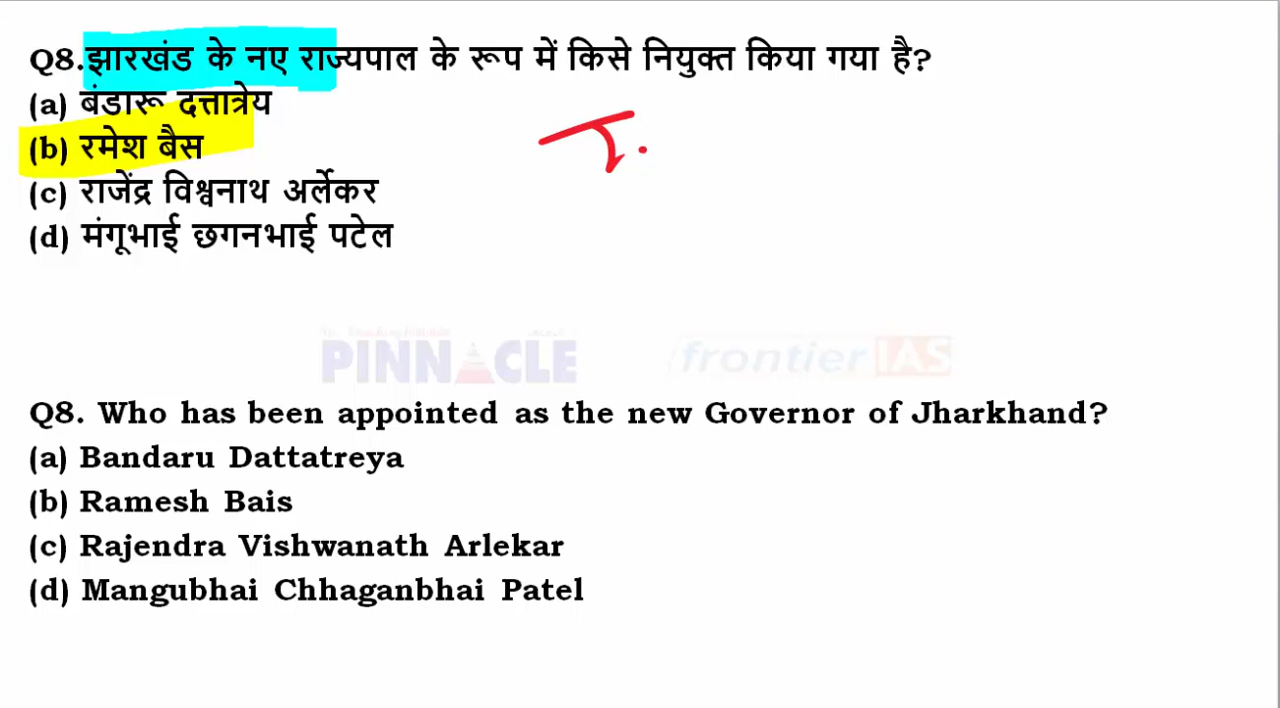 Q8.झारखंड के नए राज्यपाल के रूप में किसे नियुक्त किया गया है?
(a) बंडारू दत्तात्रेय
(b) रमेश बैस
(c) राजेंद्र विश्वनाथ अर्लेकर
(d) मंगूभाई छगनभाई पटेल
PINNACLE frontier IAS
Q8. Who has been appointed as the new Governor of Jharkhand?
(a) Bandaru Dattatreya
(b) Ramesh Bais
(c) Rajendra Vishwanath Arlekar
(d) Mangubhai Chhaganbhai Patel